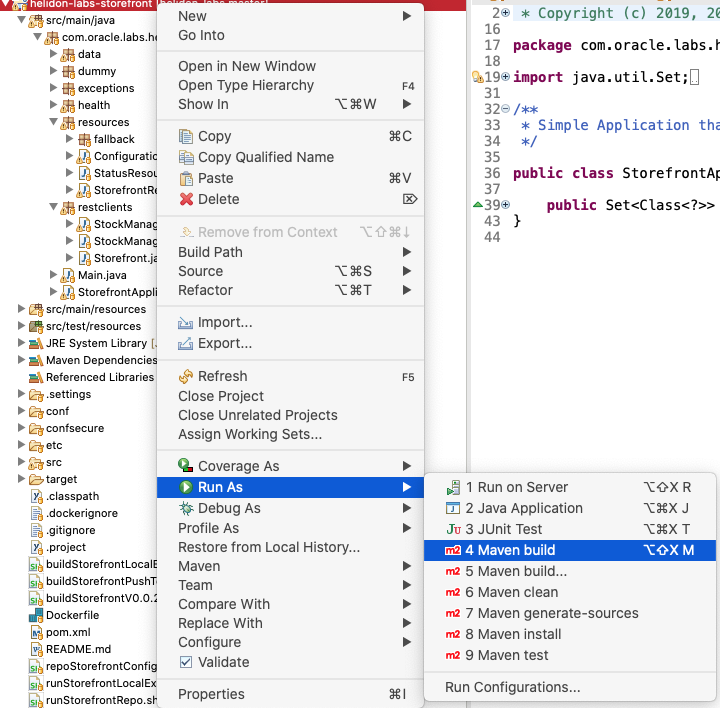 helidon-labs-storefront [helidon-labs master]
src/main/java
com.oracle.labs.he
data
dummy
exceptions
health
resources
fallback
Configuratio
StatusResou
StorefrontRe
restclients
StockManag
StockManag
Storefront.ja
Main.java
StorefrontAppli
src/main/resources
src/test/resources
JRE System Library [
Maven Dependencies
Referenced Libraries
.settings
conf
confsecure
etc
src
target
.classpath
.dockerignore
.gitignore
.project
buildStorefrontLocalE
buildStorefrontPushT
buildStorefrontV0.0.2
Dockerfile
pom.xml
README.md
repoStorefrontConfig
runStorefrontLocalEx
runStorefrontRepo.sh
New
Go Into
Open in New Window
Open Type Hierarchy F4
Show In ⌥⌘W
Copy ⌘C
Copy Qualified Name
Paste ⌘V
Delete ⌦
Remove from Context ⌥⇧⌘↓
Build Path
Source ⌥⌘S
Refactor ⌥⌘T
Import...
Export...
Refresh F5
Close Project
Close Unrelated Projects
Assign Working Sets...
Coverage As
Run As
Debug As
Profile As
Restore from Local History...
Maven
Team
Compare With
Replace With
Configure
Validate
Properties ⌘I
1 Run on Server ⌥⇧X R
2 Java Application ⌥⌘X J
3 JUnit Test ⌥⌘X T
4 Maven build ⌥⇧X M
5 Maven build...
6 Maven clean
7 Maven generate-sources
8 Maven install
9 Maven test
Run Configurations...
2 * Copyright (c) 2019, 20
16
17 package com.oracle.labs.h
18
19 import java.util.Set;
31
32 /**
33 * Simple Application tha
34 */
35
36 public class StorefrontAp
37
39 public Set<Class<?>>
43 }
44